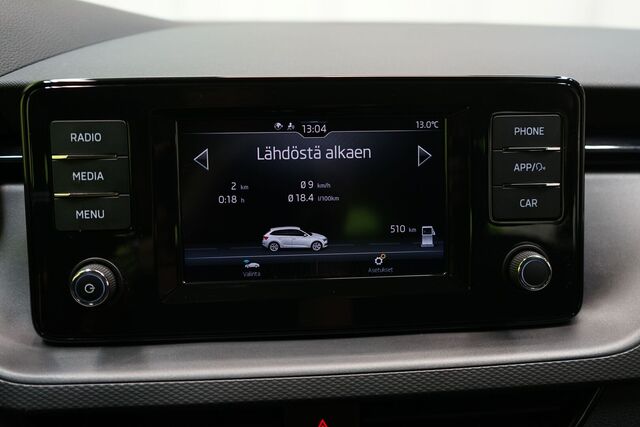 RADIO
MEDIA
MENU
13:04
13.0°C
Lähdöstä alkaen
2 km
Ø 9 km/h
0:18 h
Ø 18.4 l/100km
510 km
Valinta
Asetukset
PHONE
APP/
CAR